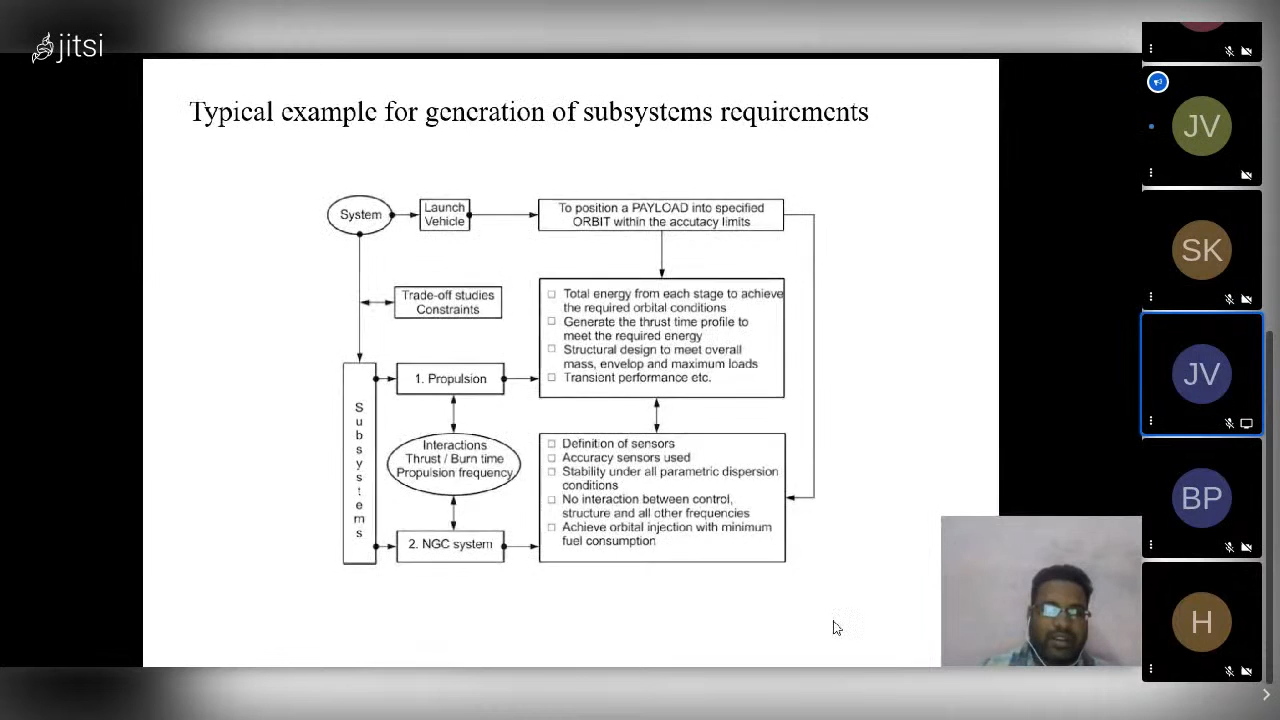 jitsi
Typical example for generation of subsystems requirements
System
Launch
Vehicle
To position a PAYLOAD into specified
ORBIT within the accutacy limits
Trade-off studies
Constraints
□ Total energy from each stage to achieve
the required orbital conditions
□ Generate the thrust time profile to
meet the required energy
□ Structural design to meet overall
mass, envelop and maximum loads
□ Transient performance etc.
Subsystems
1. Propulsion
Interactions
Thrust / Burn time
Propulsion frequency
2. NGC system
□ Definition of sensors
□ Accuracy sensors used
□ Stability under all parametric dispersion
conditions
□ No interaction between control,
structure and all other frequencies
□ Achieve orbital injection with minimum
fuel consumption
JV
SK
JV
BP
H